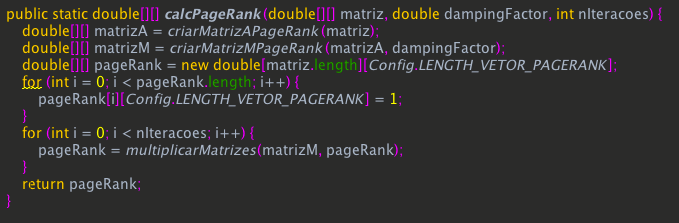 public static double[][] calcPageRank(double[][] matriz, double dampingFactor, int nIteracoes) {
double[][] matrizA = criarMatrizAPageRank(matriz);
double[][] matrizM = criarMatrizMPageRank(matrizA, dampingFactor);
double[][] pageRank = new double[matriz.length][Config.LENGTH_VETOR_PAGERANK];
for (int i = 0; i < pageRank.length; i++) {
pageRank[i][Config.LENGTH_VETOR_PAGERANK] = 1;
}
for (int i = 0; i < nIteracoes; i++) {
pageRank = multiplicarMatrizes(matrizM, pageRank);
}
return pageRank;
}